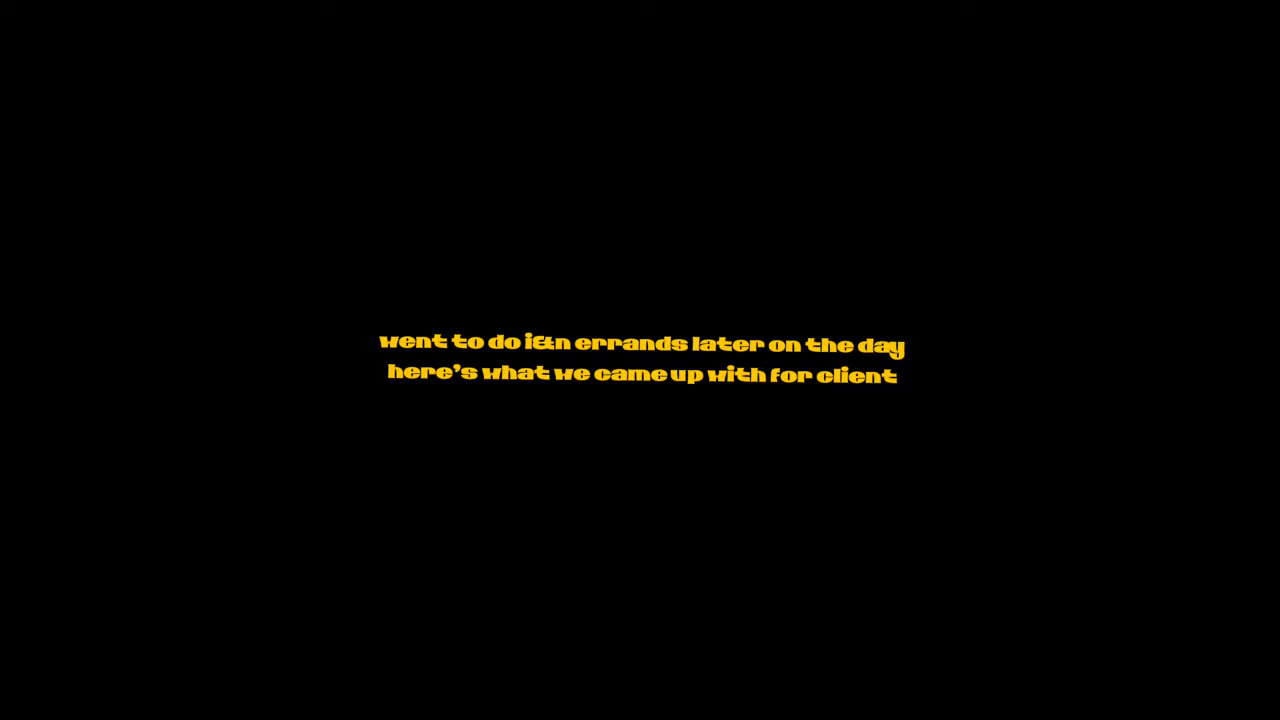 went to do i&n errands later on the day
here's what we came up with for client